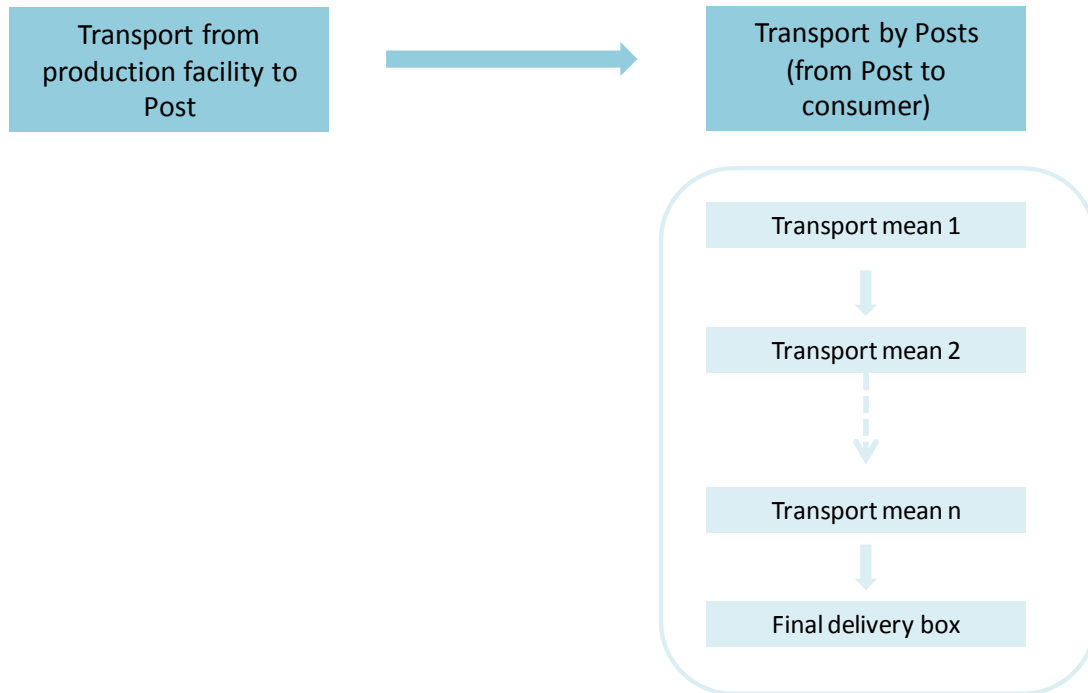 Transport from
production facility to
Post
Transport by Posts
(from Post to
consumer)
Transport mean 1
Transport mean 2
Transport mean n
Final delivery box